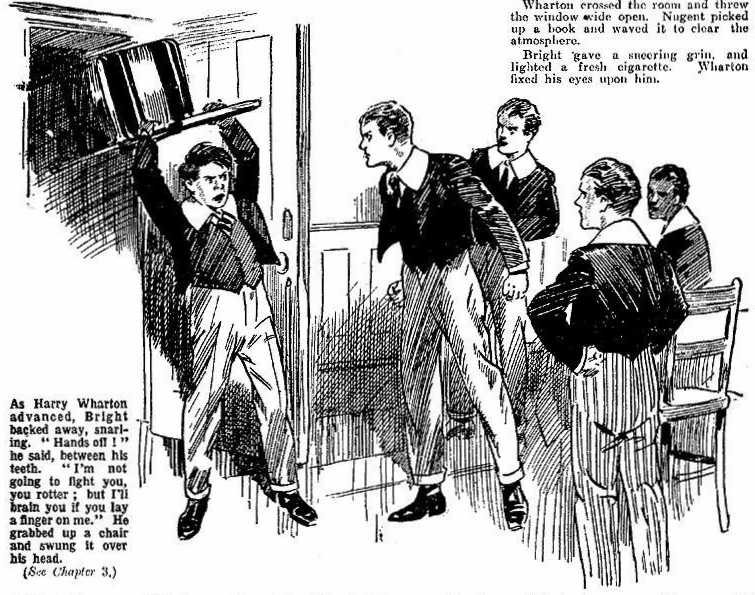 Wharton crossed the room and threw
the window wide open. Nugent picked
up a book and waved it to clear the
atmosphere.
Bright gave a sneering grin, and
lighted a fresh cigarette. Wharton
fixed his eyes upon him.
As Harry Wharton
advanced, Bright
backed away, snarl-
ing. "Hands off!"
he said, between his
teeth. "I'm not
going to fight you,
you rotter; but I'll
brain you if you lay
a finger on me." He
grabbed up a chair
and swung it over
his head.
(See Chapter 3.)